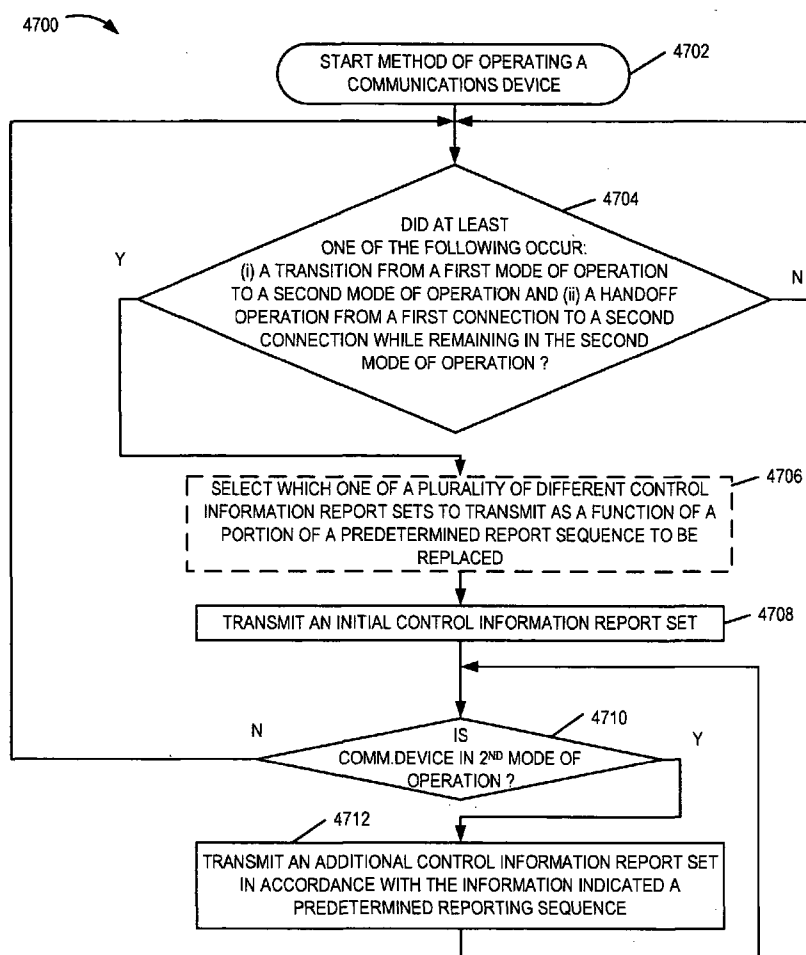 4700
START METHOD OF OPERATING A
COMMUNICATIONS DEVICE
4702
4704
DID AT LEAST
ONE OF THE FOLLOWING OCCUR:
(i) A TRANSITION FROM A FIRST MODE OF OPERATION
TO A SECOND MODE OF OPERATION AND (ii) A HANDOFF
OPERATION FROM A FIRST CONNECTION TO A SECOND
CONNECTION WHILE REMAINING IN THE SECOND
MODE OF OPERATION ?
Y
N
4706
SELECT WHICH ONE OF A PLURALITY OF DIFFERENT CONTROL
INFORMATION REPORT SETS TO TRANSMIT AS A FUNCTION OF A
PORTION OF A PREDETERMINED REPORT SEQUENCE TO BE
REPLACED
TRANSMIT AN INITIAL CONTROL INFORMATION REPORT SET
4708
4710
N
IS
COMM.DEVICE IN 2ND MODE OF
OPERATION ?
Y
4712
TRANSMIT AN ADDITIONAL CONTROL INFORMATION REPORT SET
IN ACCORDANCE WITH THE INFORMATION INDICATED A
PREDETERMINED REPORTING SEQUENCE